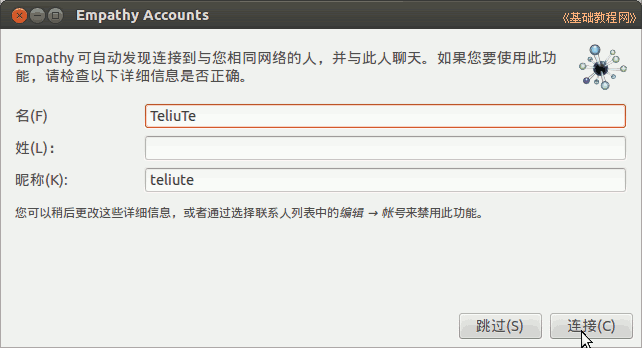 Empathy Accounts
《基础教程网》
Empathy 可自动发现连接到与您相同网络的人，并与此人聊天。如果您要使用此功
能，请检查以下详细信息是否正确。
名(F)
TeliuTe
姓(L)：
昵称(K):
teliute
您可以稍后更改这些详细信息，或者通过选择联系人列表中的编辑 → 帐号来禁用此功能。
跳过(S)
连接(C)